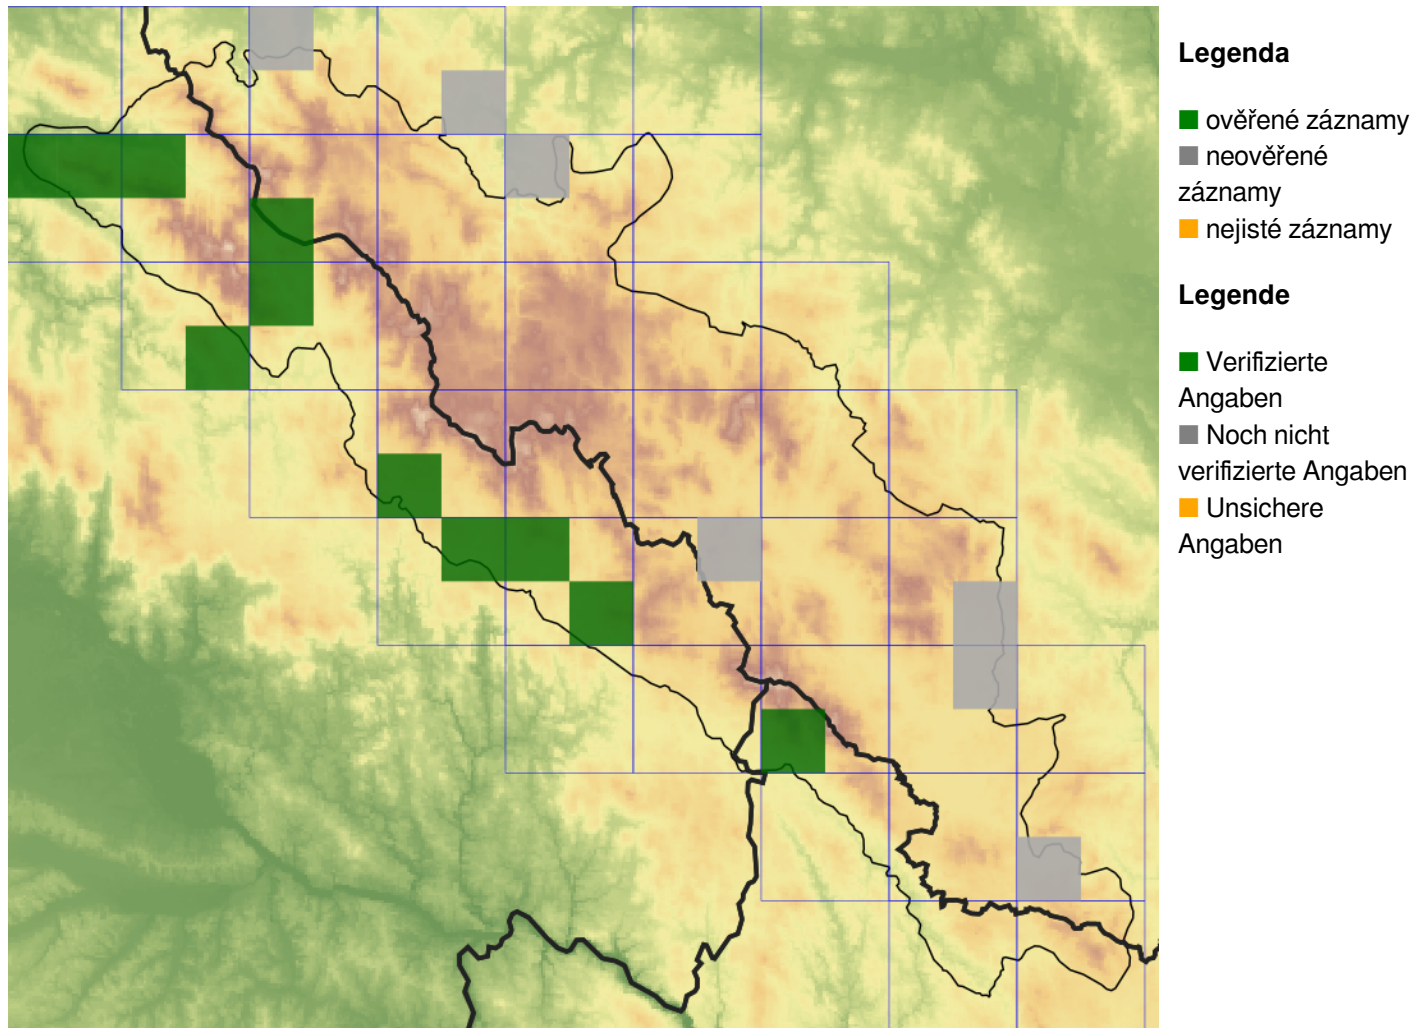 Legenda
ověřené záznamy
neověřené
záznamy
nejisté záznamy
Legende
Verifizierte
Angaben
Noch nicht
verifizierte Angaben
Unsichere
Angaben